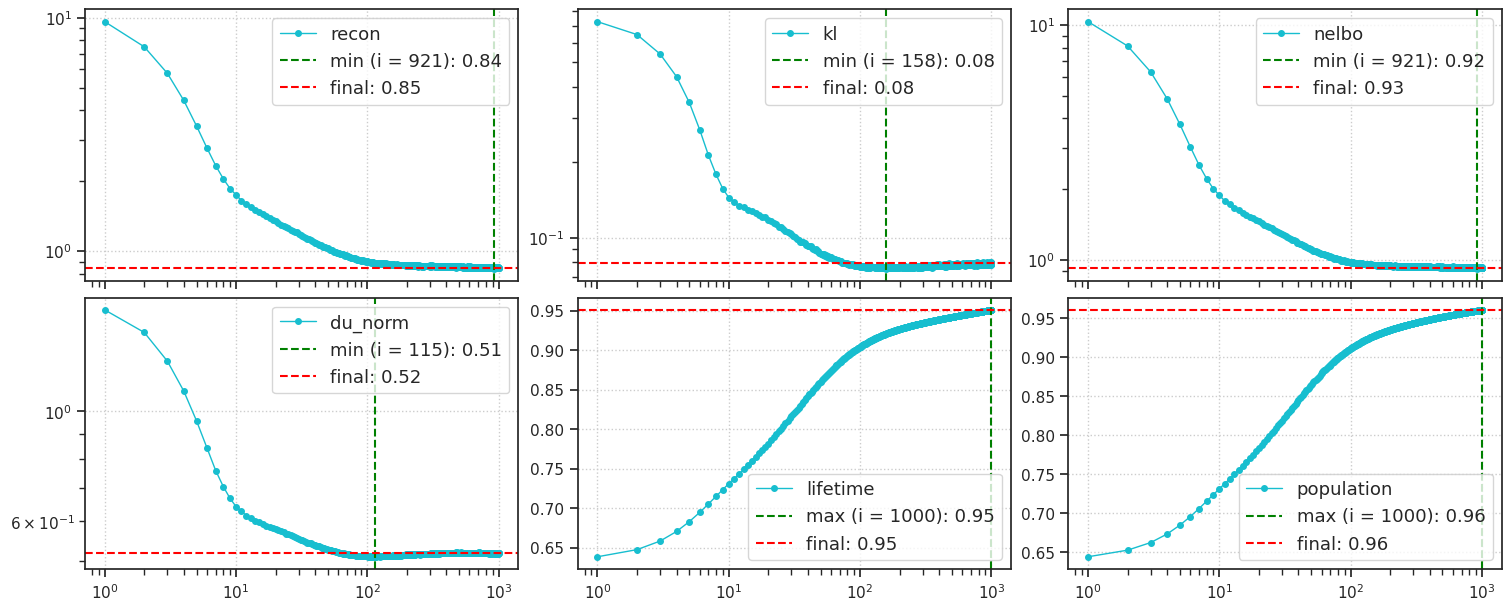 10¹
10⁰
recon
min (i = 921): 0.84
final: 0.85
10⁻¹
kl
min (i = 158): 0.08
final: 0.08
10¹
10⁰
nelbo
min (i = 921): 0.92
final: 0.93
10⁰
6 × 10⁻¹
du_norm
min (i = 115): 0.51
final: 0.52
10⁰ 10¹ 10² 10³
0.95
0.90
0.85
0.80
0.75
0.70
0.65
lifetime
max (i = 1000): 0.95
final: 0.95
10⁰ 10¹ 10² 10³
0.95
0.90
0.85
0.80
0.75
0.70
0.65
population
max (i = 1000): 0.96
final: 0.96
10⁰ 10¹ 10² 10³